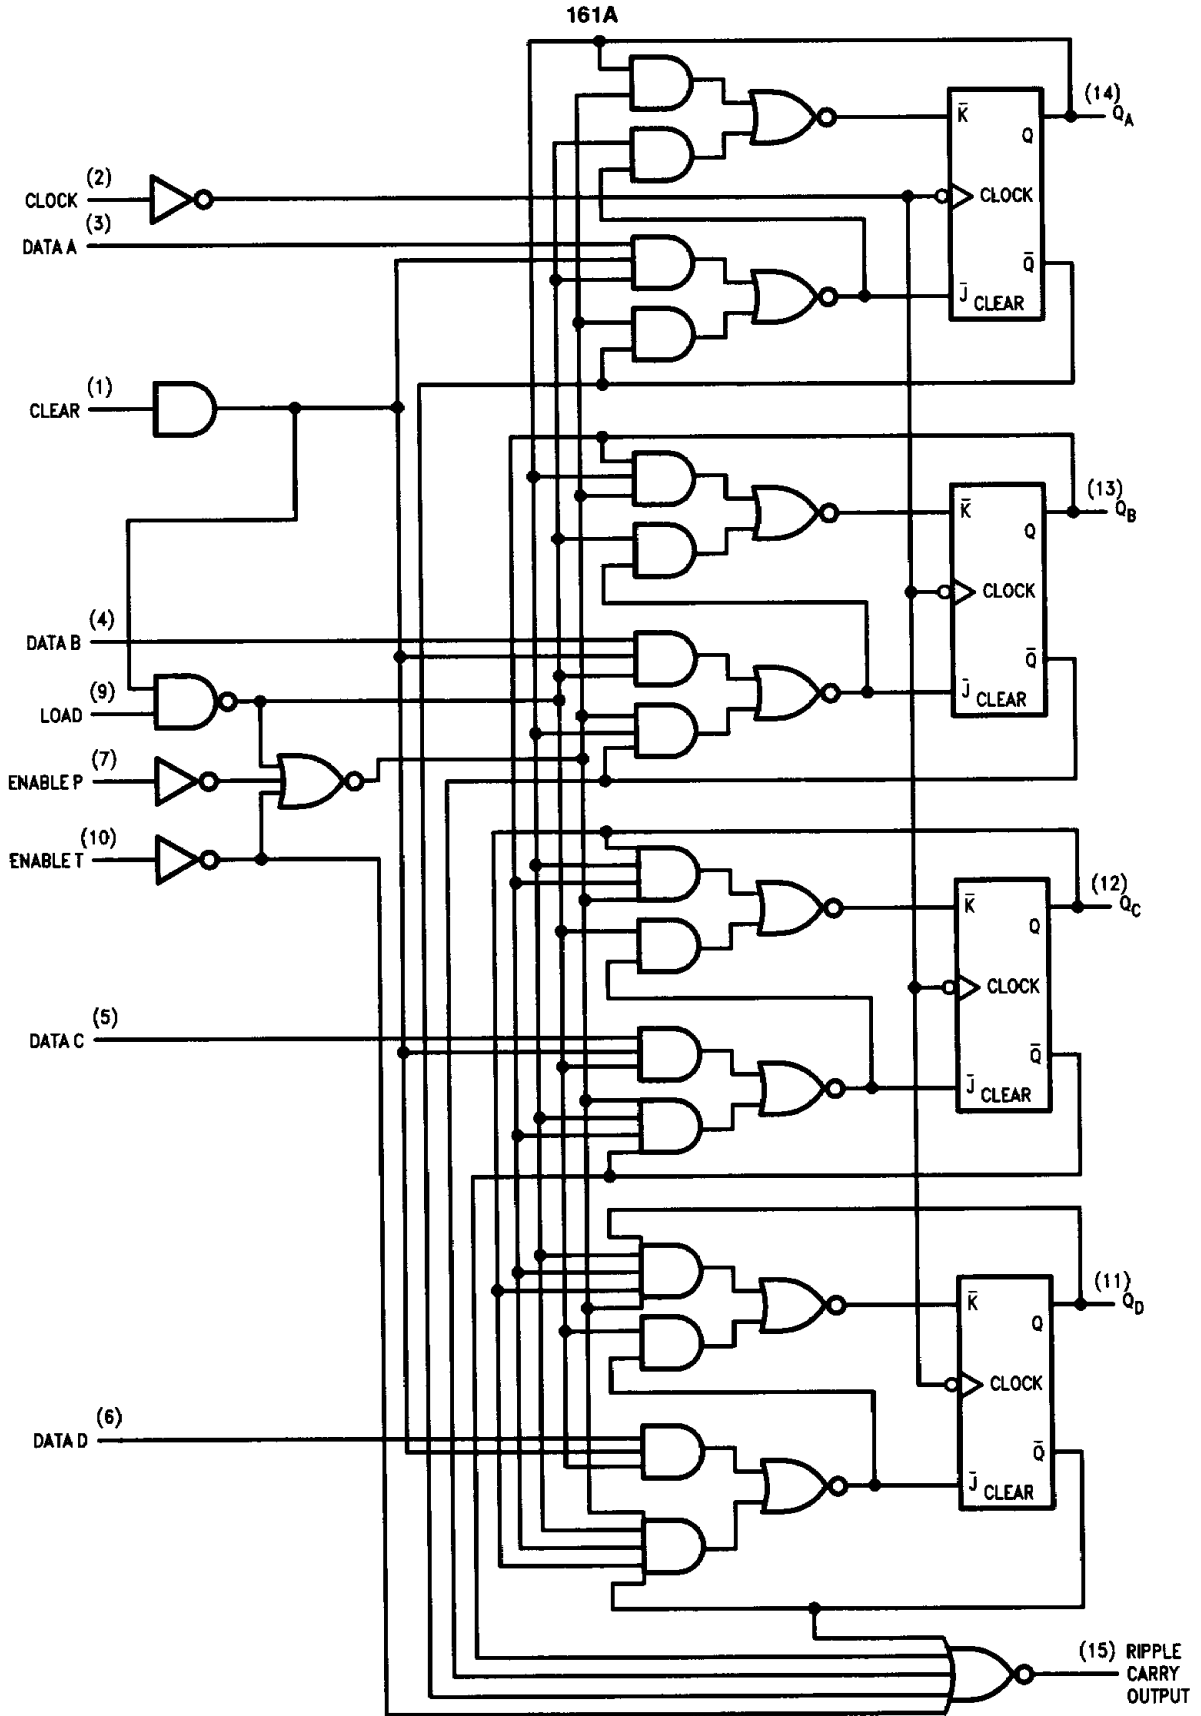 161A
(14)
K̅
Q
QA
(2)
CLOCK
CLOCK
(3)
DATA A
Q̅
J̅
CLEAR
(1)
CLEAR
(13)
K̅
Q
QB
CLOCK
(4)
DATA B
Q̅
J̅
CLEAR
(9)
LOAD
(7)
ENABLE P
(10)
ENABLE T
(12)
K̅
Q
QC
CLOCK
(5)
DATA C
Q̅
J̅
CLEAR
(11)
K̅
Q
QD
CLOCK
(6)
DATA D
Q̅
J̅
CLEAR
(15) RIPPLE
CARRY
OUTPUT